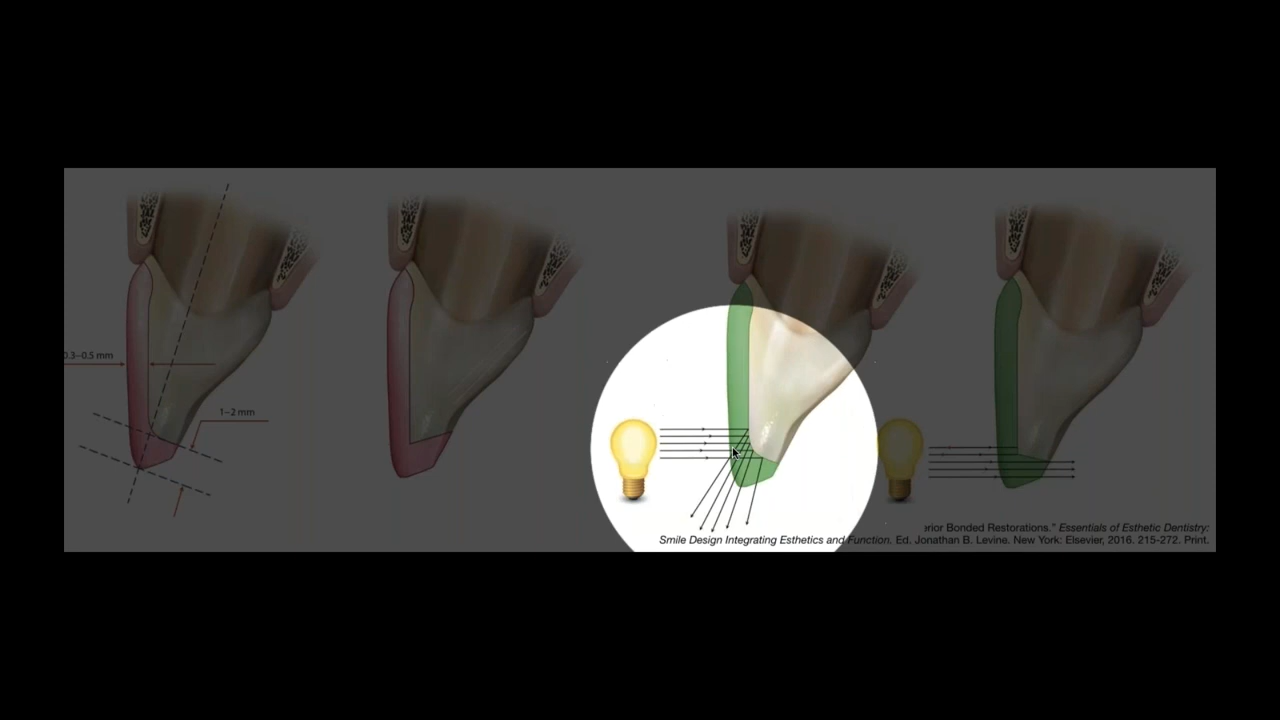 0.3–0.5 mm
1–2 mm
rior Bonded Restorations." Essentials of Esthetic Dentistry:
Smile Design Integrating Esthetics and Function. Ed. Jonathan B. Levine. New York: Elsevier, 2016. 215-272. Print.